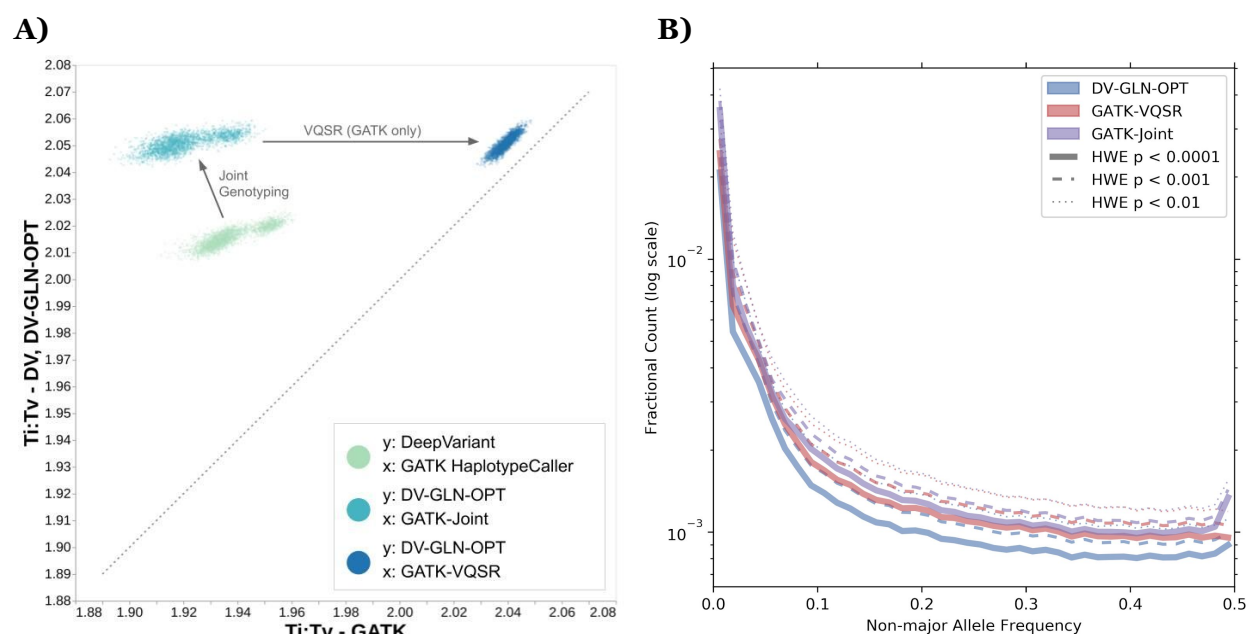 A)
2.08
2.07
2.06
2.05
2.04
2.03
2.02
2.01
2.00
1.99
1.98
1.97
1.96
1.95
1.94
1.93
1.92
1.91
1.90
1.89
1.88
Ti:Tv - DV, DV-GLN-OPT
VQSR (GATK only)
Joint
Genotyping
y: DeepVariant
x: GATK HaplotypeCaller
y: DV-GLN-OPT
x: GATK-Joint
y: DV-GLN-OPT
x: GATK-VQSR
1.88 1.90 1.92 1.94 1.96 1.98 2.00 2.02 2.04 2.06 2.08
Ti:Tv - GATK
B)
DV-GLN-OPT
GATK-VQSR
GATK-Joint
HWE p < 0.0001
HWE p < 0.001
HWE p < 0.01
Fractional Count (log scale)
10−2
10−3
0.0 0.1 0.2 0.3 0.4 0.5
Non-major Allele Frequency